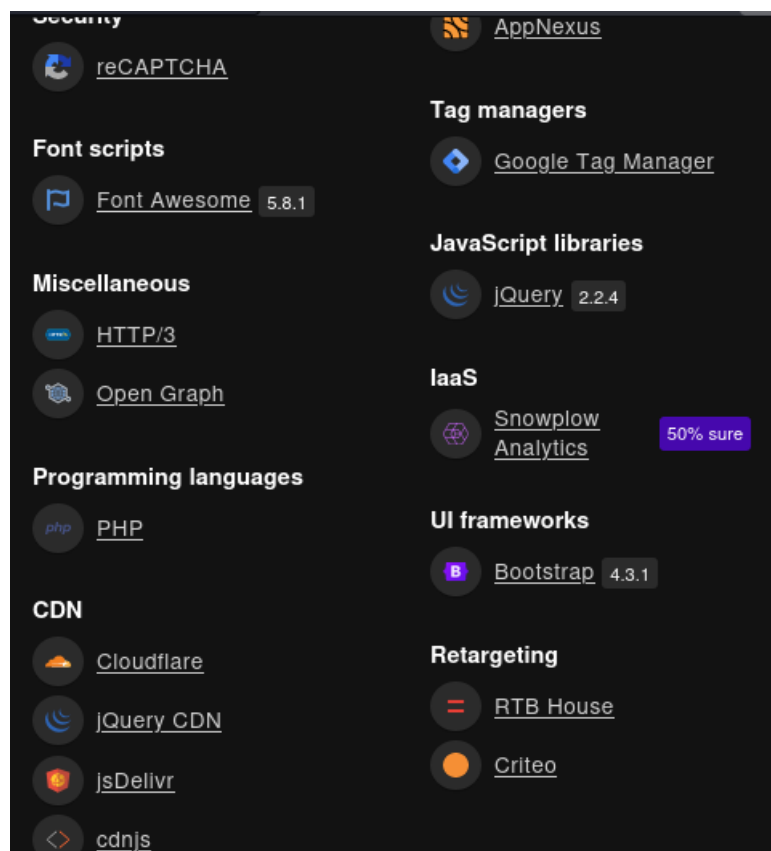 Security
reCAPTCHA
Font scripts
Font Awesome 5.8.1
Miscellaneous
HTTP/3
Open Graph
Programming languages
php PHP
CDN
Cloudflare
jQuery CDN
jsDelivr
cdnjs
AppNexus
Tag managers
Google Tag Manager
JavaScript libraries
jQuery 2.2.4
IaaS
Snowplow
Analytics 50% sure
UI frameworks
B Bootstrap 4.3.1
Retargeting
RTB House
Criteo